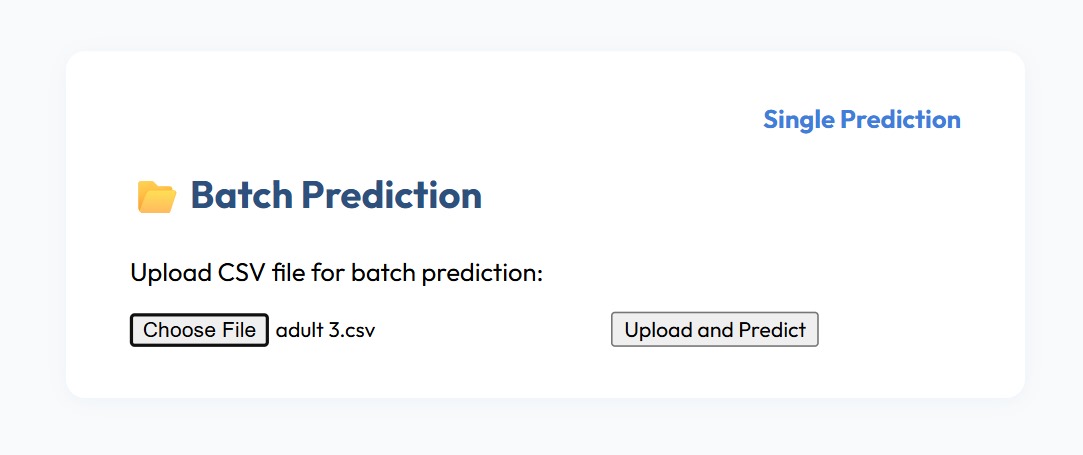 Single Prediction
Batch Prediction
Upload CSV file for batch prediction:
Choose File adult 3.csv Upload and Predict